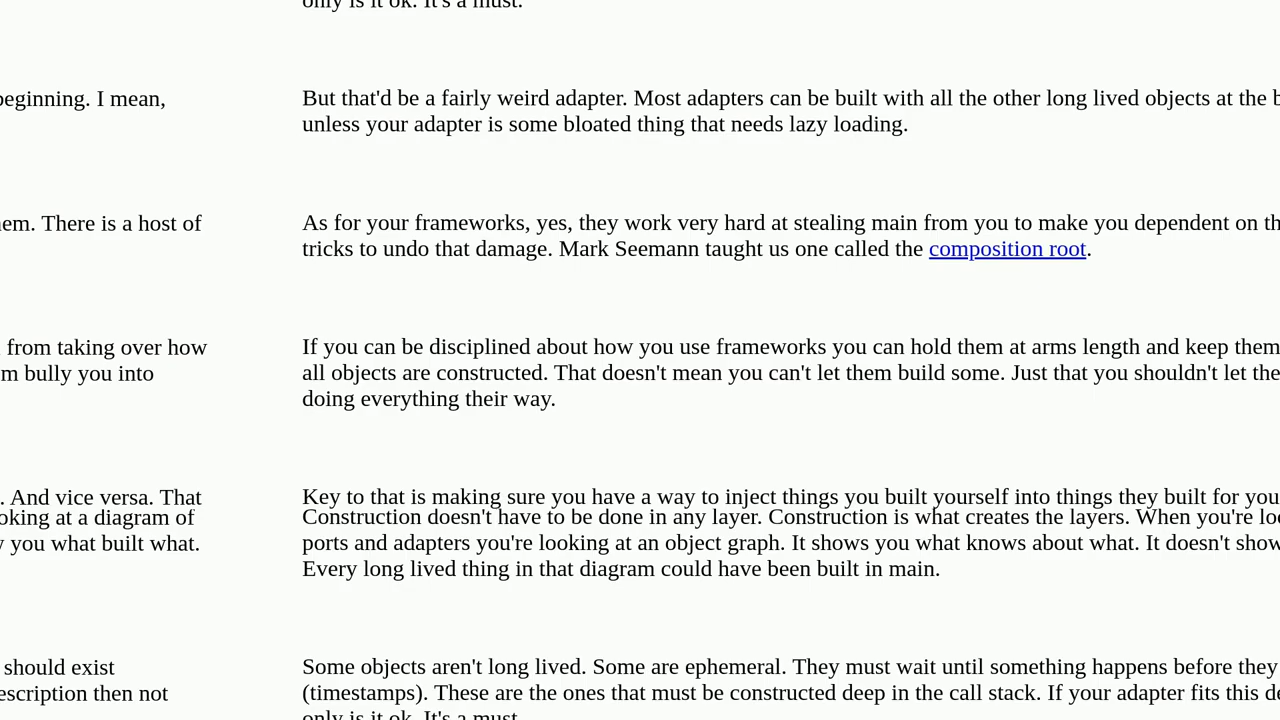 beginning. I mean,
hem. There is a host of
from taking over how
m bully you into
. And vice versa. That
oking at a diagram of
you what built what.
should exist
escription then not
only is it ok. It's a must.
But that'd be a fairly weird adapter. Most adapters can be built with all the other long lived objects at the b
unless your adapter is some bloated thing that needs lazy loading.
As for your frameworks, yes, they work very hard at stealing main from you to make you dependent on th
tricks to undo that damage. Mark Seemann taught us one called the composition root.
If you can be disciplined about how you use frameworks you can hold them at arms length and keep them
all objects are constructed. That doesn't mean you can't let them build some. Just that you shouldn't let the
doing everything their way.
Key to that is making sure you have a way to inject things you built yourself into things they built for you
Construction doesn't have to be done in any layer. Construction is what creates the layers. When you're loo
ports and adapters you're looking at an object graph. It shows you what knows about what. It doesn't show
Every long lived thing in that diagram could have been built in main.
Some objects aren't long lived. Some are ephemeral. They must wait until something happens before they
(timestamps). These are the ones that must be constructed deep in the call stack. If your adapter fits this de
only is it ok. It's a must.